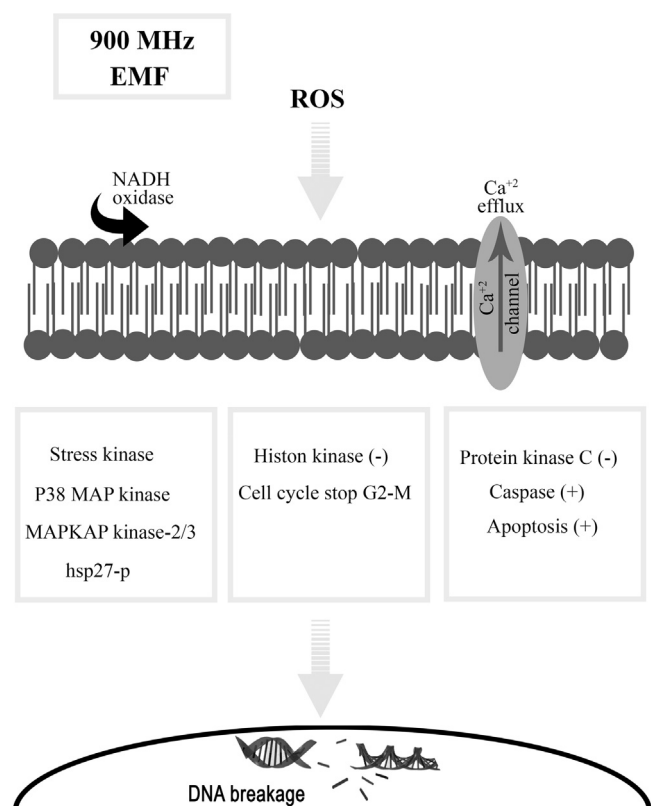 900 MHz
EMF
ROS
NADH
oxidase
Ca+2
efflux
Ca+2
channel
Stress kinase
P38 MAP kinase
MAPKAP kinase-2/3
hsp27-p
Histon kinase (-)
Cell cycle stop G2-M
Protein kinase C (-)
Caspase (+)
Apoptosis (+)
DNA breakage